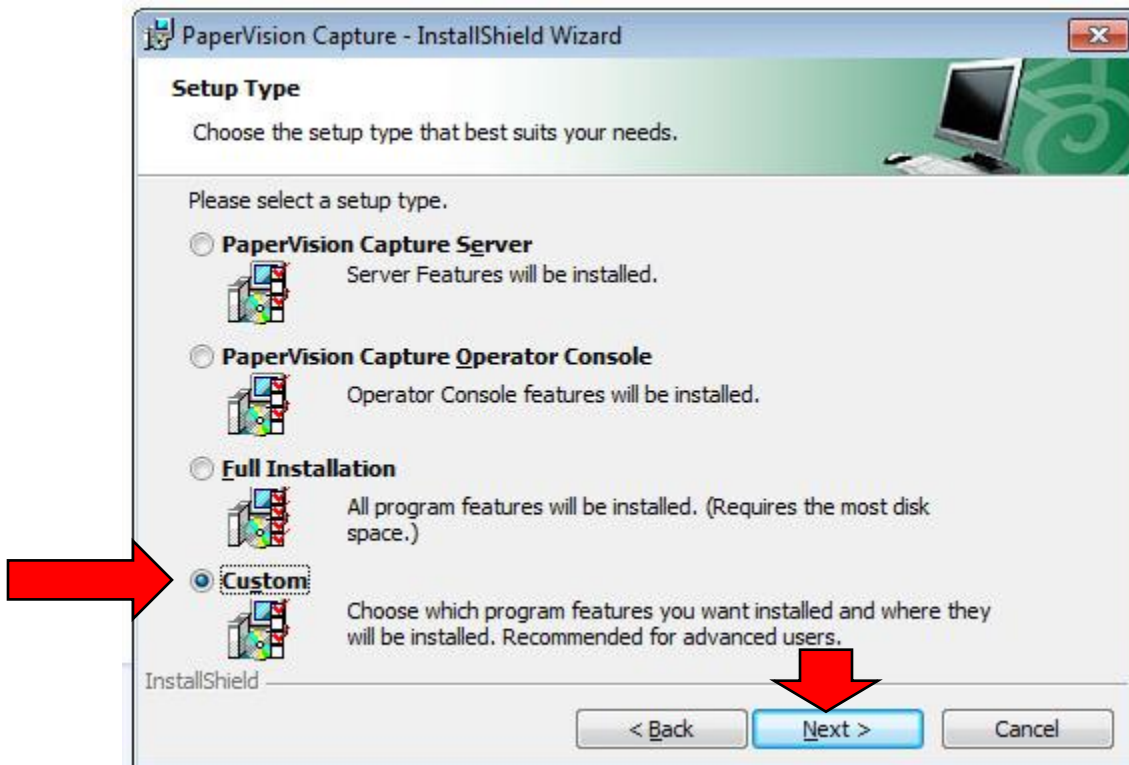 PaperVision Capture - InstallShield Wizard
Setup Type
Choose the setup type that best suits your needs.
Please select a setup type.
PaperVision Capture Server
Server Features will be installed.
PaperVision Capture Operator Console
Operator Console features will be installed.
Full Installation
All program features will be installed. (Requires the most disk
space.)
Custom
Choose which program features you want installed and where they
will be installed. Recommended for advanced users.
InstallShield
< Back Next > Cancel